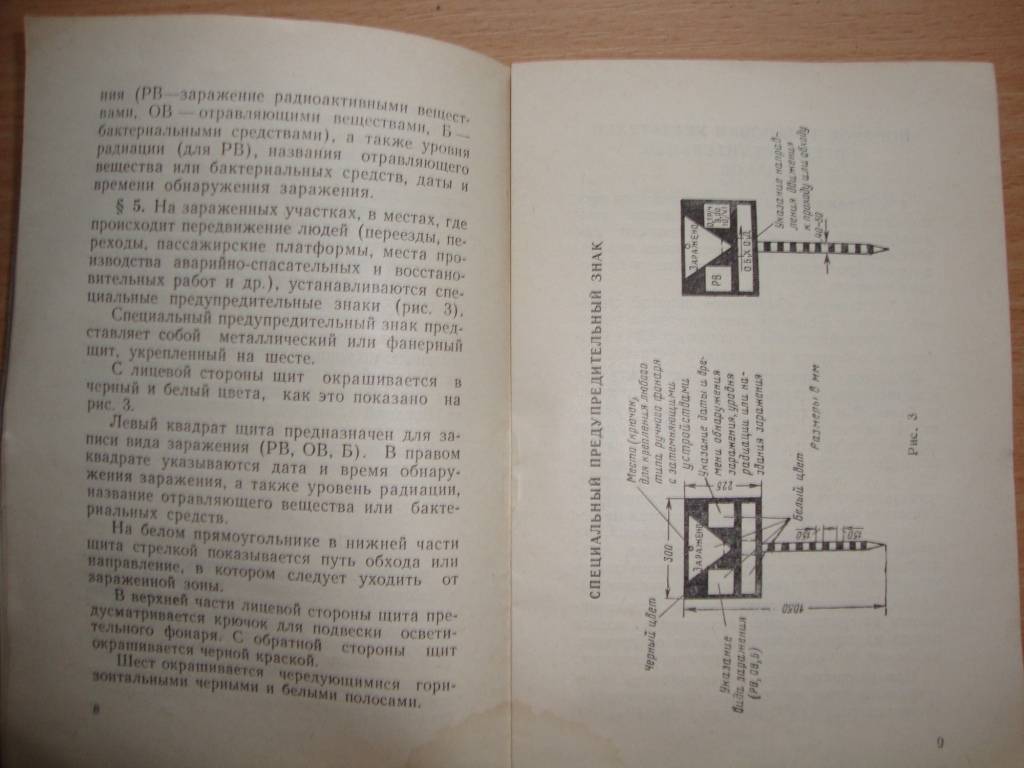 ния (РВ—заражение радиоактивными вещест-
вами, ОВ — отравляющими веществами, Б —
бактериальными средствами), а также уровня
радиации (для РВ), названия отравляющего
вещества или бактериальных средств, даты и
времени обнаружения заражения.
§ 5. На зараженных участках, в местах, где
происходит передвижение людей (переезды, пе-
реходы, пассажирские платформы, места про-
изводства аварийно-спасательных и восстано-
вительных работ и др.), устанавливаются спе-
циальные предупредительные знаки (рис. 3).
Специальный предупредительный знак пред-
ставляет собой металлический или фанерный
щит, укрепленный на шесте.
С лицевой стороны щит окрашивается в
черный и белый цвета, как это показано на
рис. 3.
Левый квадрат щита предназначен для за-
писи вида заражения (РВ, ОВ, Б). В правом
квадрате указываются дата и время обнару-
жения заражения, а также уровень радиации,
название отравляющего вещества или бакте-
риальных средств.
На белом прямоугольнике в нижней части
щита стрелкой показывается путь обхода или
направление, в котором следует уходить от
зараженной зоны.
В верхней части лицевой стороны щита пре-
дусматривается крючок для подвески освети-
тельного фонаря. С обратной стороны щит
окрашивается черной краской.
Шест окрашивается чередующимися гори-
зонтальными черными и белыми полосами.
8
СПЕЦИАЛЬНЫЙ ПРЕДУПРЕДИТЕЛЬНЫЙ ЗНАК
Черный цвет
Места (крючок)
для крепления любого
типа ручного фонаря
с затемняющими
устройствами
300
ЗАРАЖЕНО
225
Указание даты и вре-
мени обнаружения
заражения, уровня
радиации или на-
звания заражения
Указание
вида заражения
(РВ, ОВ, Б)
Белый цвет
150
150
1050
Размеры в мм
ЗАРАЖЕНО
РВ
ОБХОД
Указание направ-
ления движения
к проходу или обходу
40-50
Рис. 3
9